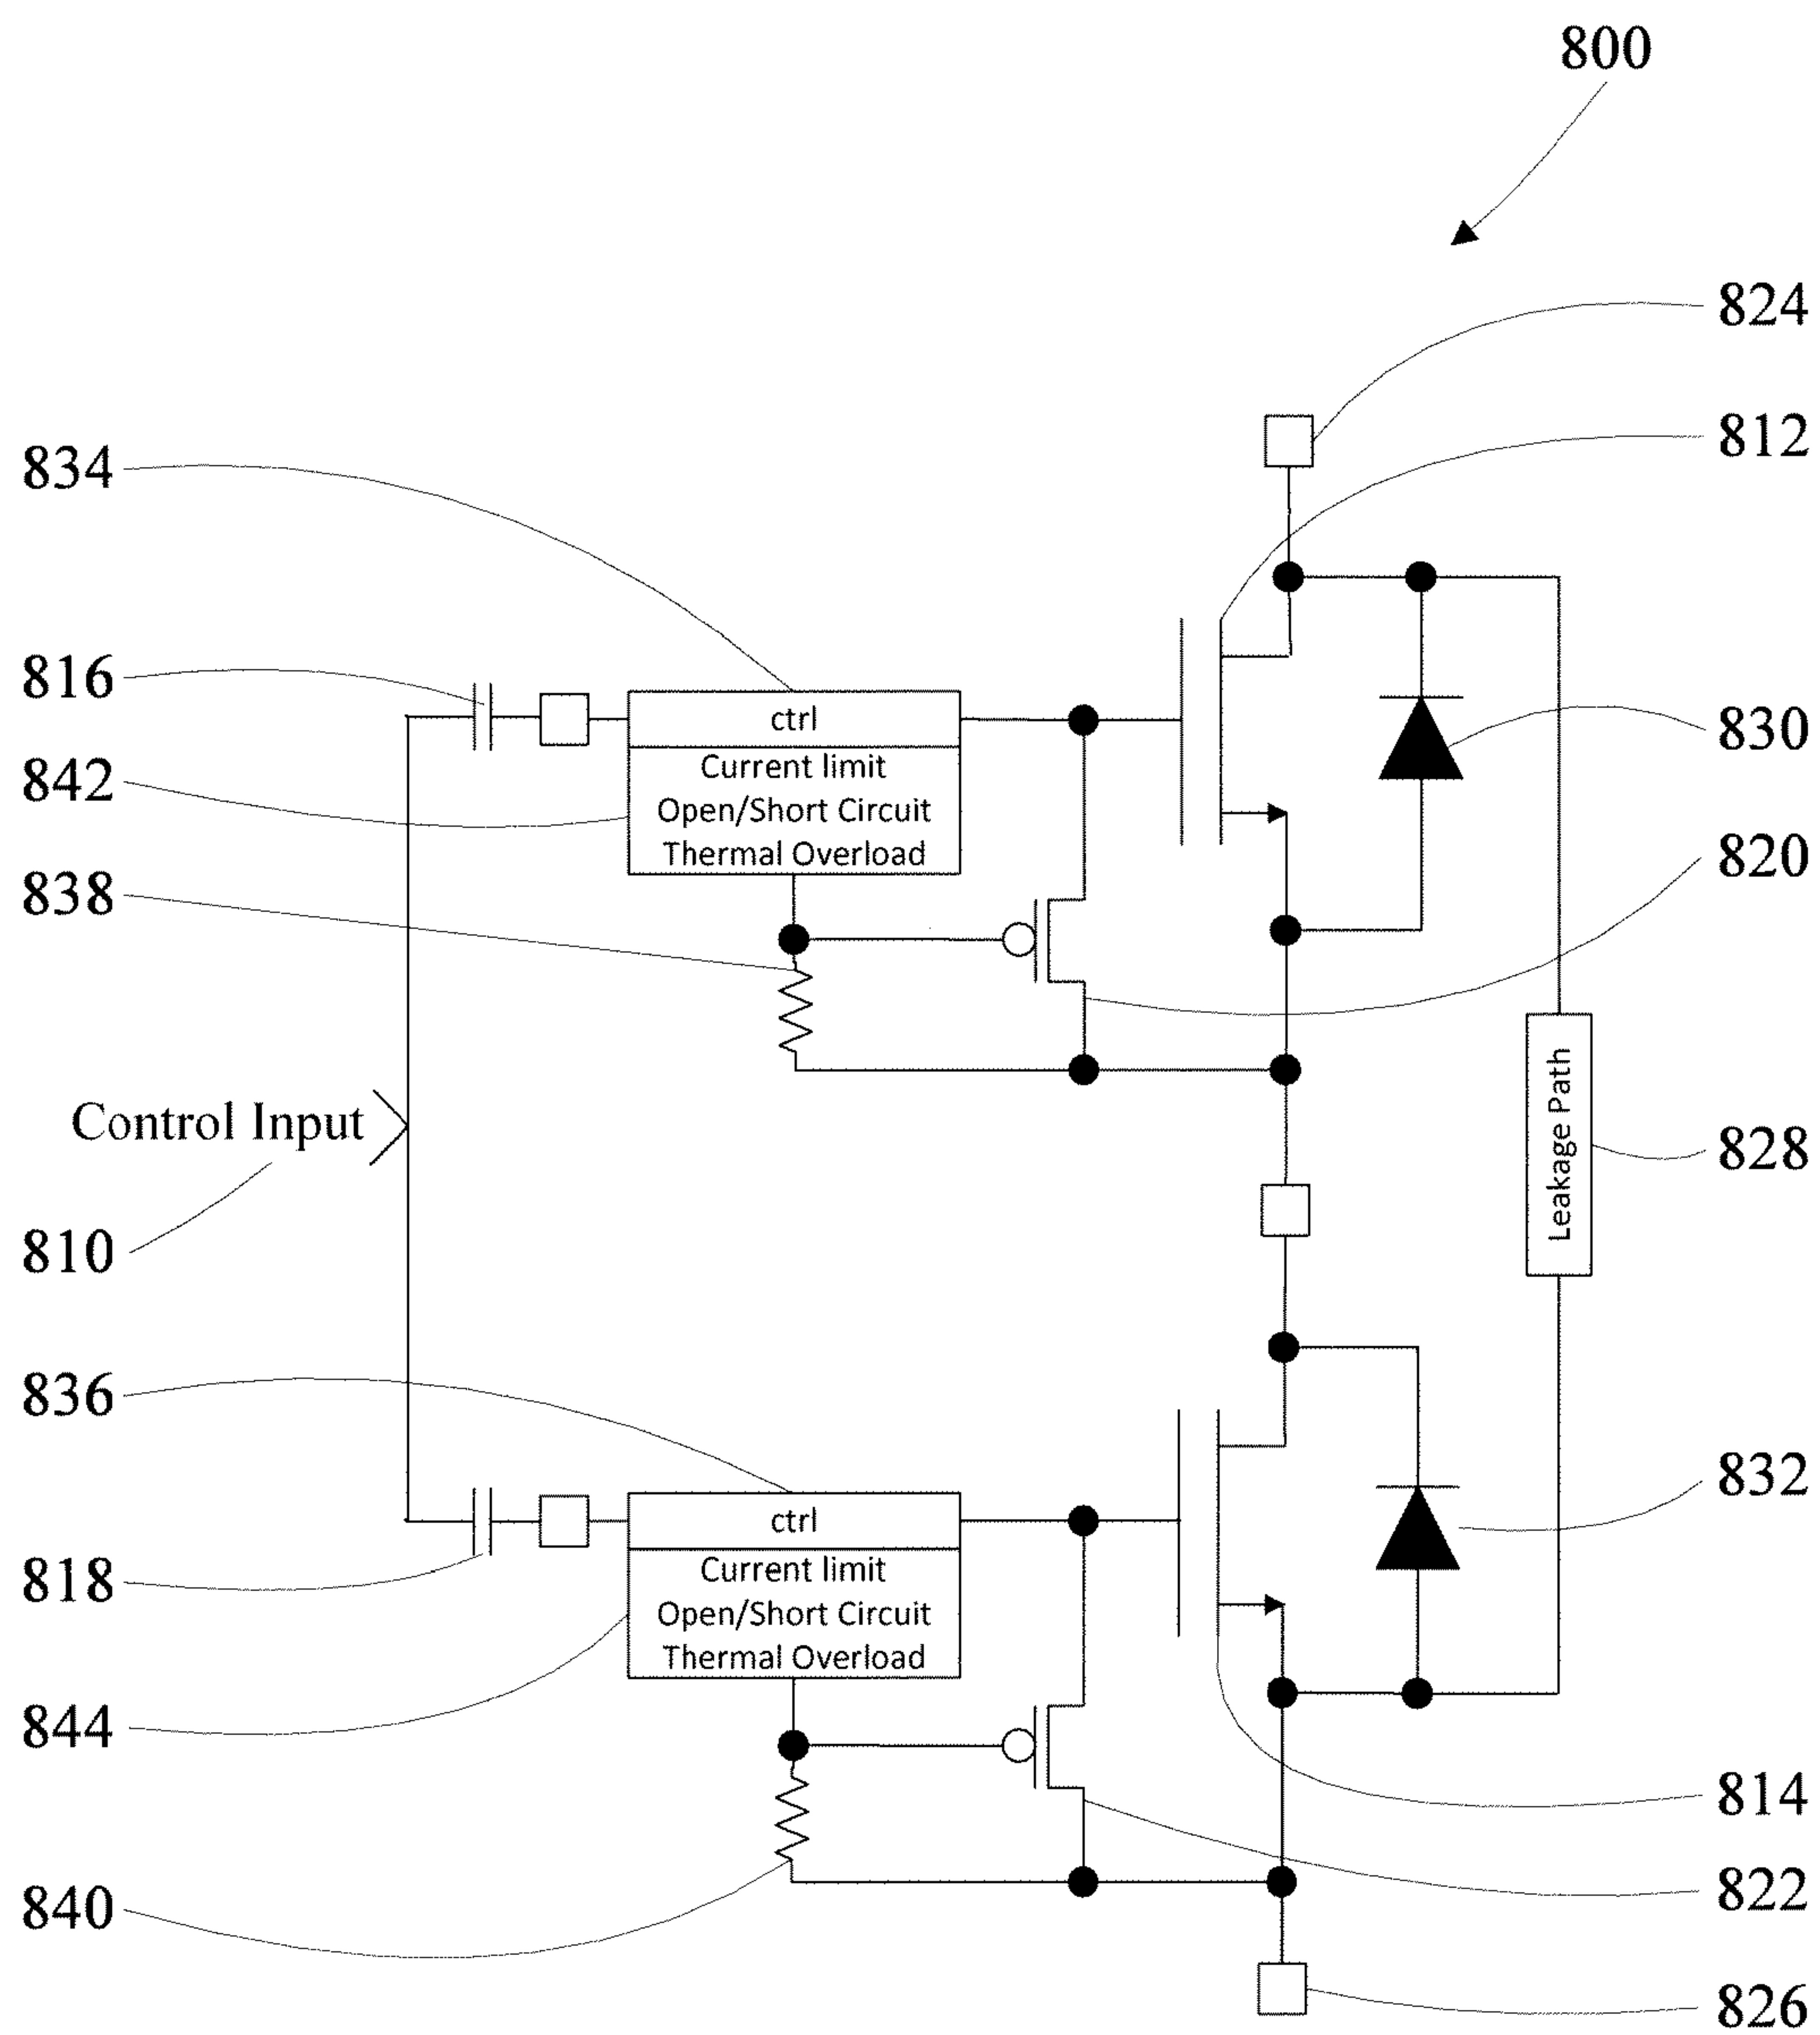 800
824
812
834
816
842
838
830
820
ctrl
Current limit
Open/Short Circuit
Thermal Overload
Control Input
810
Leakage Path
828
836
818
844
840
832
ctrl
Current limit
Open/Short Circuit
Thermal Overload
814
822
826